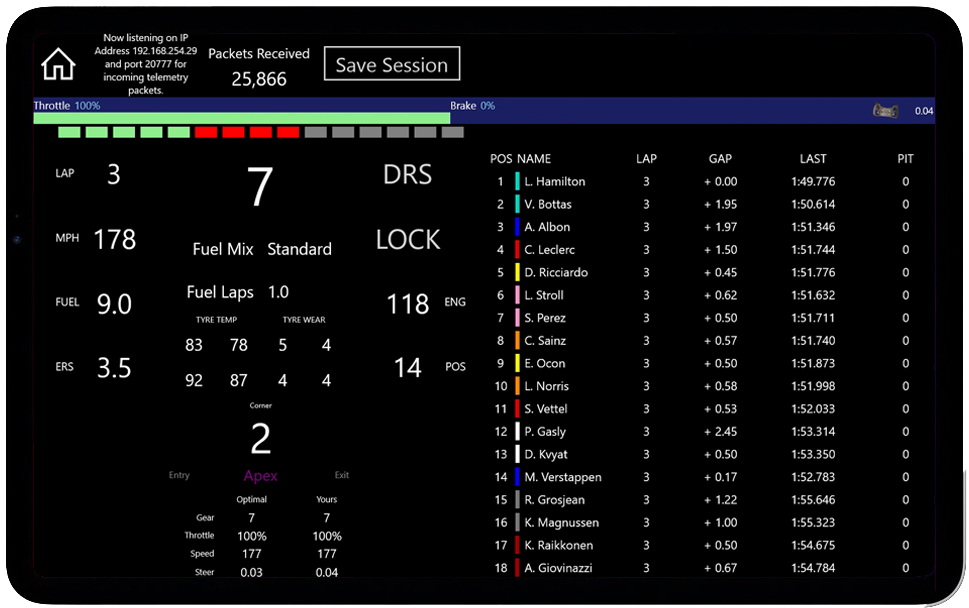 Now listening on IP
Address 192.168.254.29
and port 20777 for
incoming telemetry
packets.
Packets Received
25,866
Save Session
Throttle 100%
Brake 0%
0.04
LAP 3
7
DRS
MPH 178
Fuel Mix Standard
LOCK
FUEL 9.0
Fuel Laps 1.0
118 ENG
TYRE TEMP TYRE WEAR
83 78 5 4
ERS 3.5
92 87 4 4
14 POS
Corner
2
Entry Apex Exit
Optimal Yours
Gear 7 7
Throttle 100% 100%
Speed 177 177
Steer 0.03 0.04
POS NAME LAP GAP LAST PIT
1 L. Hamilton 3 + 0.00 1:49.776 0
2 V. Bottas 3 + 1.95 1:50.614 0
3 A. Albon 3 + 1.97 1:51.346 0
4 C. Leclerc 3 + 1.50 1:51.744 0
5 D. Ricciardo 3 + 0.45 1:51.776 0
6 L. Stroll 3 + 0.62 1:51.632 0
7 S. Perez 3 + 0.50 1:51.711 0
8 C. Sainz 3 + 0.57 1:51.740 0
9 E. Ocon 3 + 0.50 1:51.873 0
10 L. Norris 3 + 0.58 1:51.998 0
11 S. Vettel 3 + 0.53 1:52.033 0
12 P. Gasly 3 + 2.45 1:53.314 0
13 D. Kvyat 3 + 0.50 1:53.350 0
14 M. Verstappen 3 + 0.17 1:52.783 0
15 R. Grosjean 3 + 1.22 1:55.646 0
16 K. Magnussen 3 + 1.00 1:55.323 0
17 K. Raikkonen 3 + 0.50 1:54.675 0
18 A. Giovinazzi 3 + 0.67 1:54.784 0